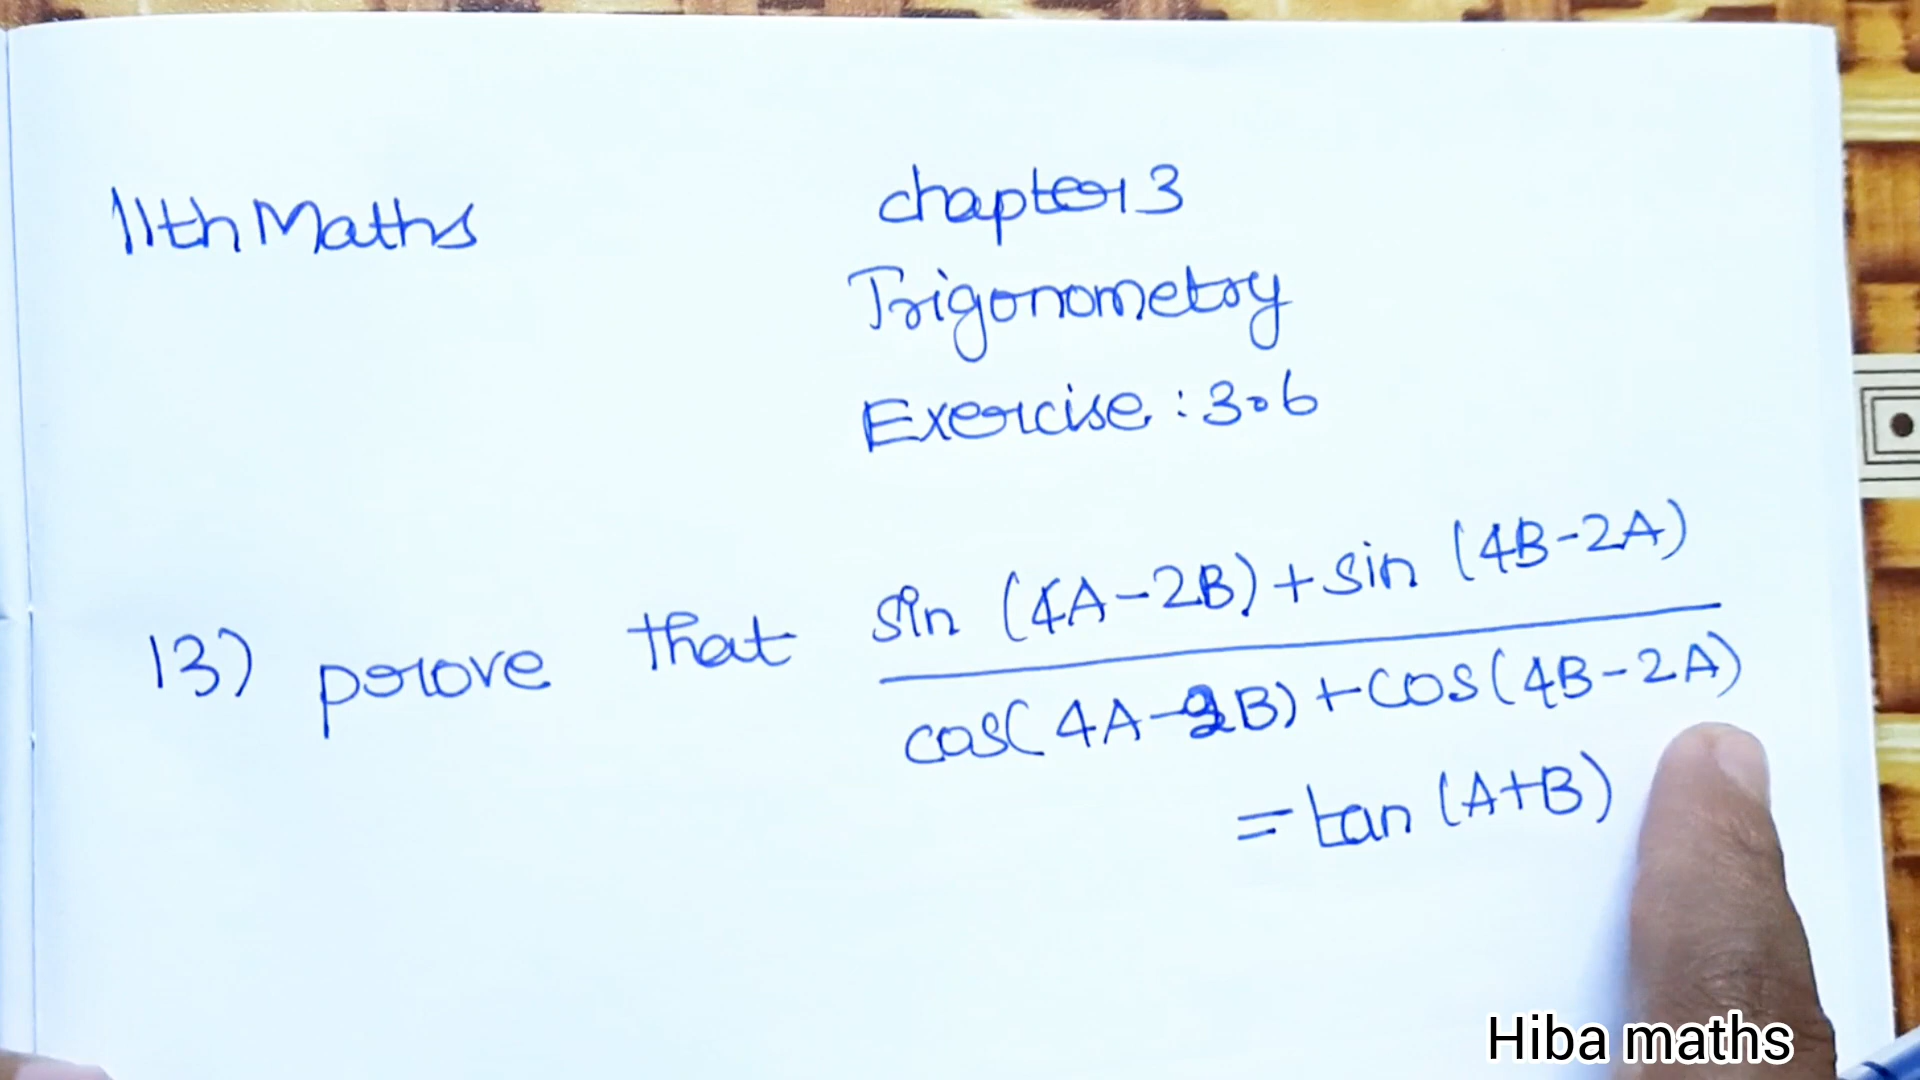 11th Maths
chapter 3
Trigonometry
Exercise : 3.6
13) prove that sin (4A-2B) + sin (4B-2A)
cos(4A-2B) + cos(4B-2A)
= tan (A+B)
Hiba maths